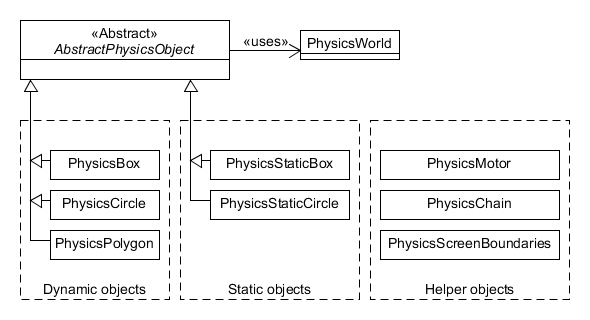 «Abstract»
AbstractPhysicsObject
«uses»
PhysicsWorld
PhysicsBox
PhysicsCircle
PhysicsPolygon
Dynamic objects
PhysicsStaticBox
PhysicsStaticCircle
Static objects
PhysicsMotor
PhysicsChain
PhysicsScreenBoundaries
Helper objects